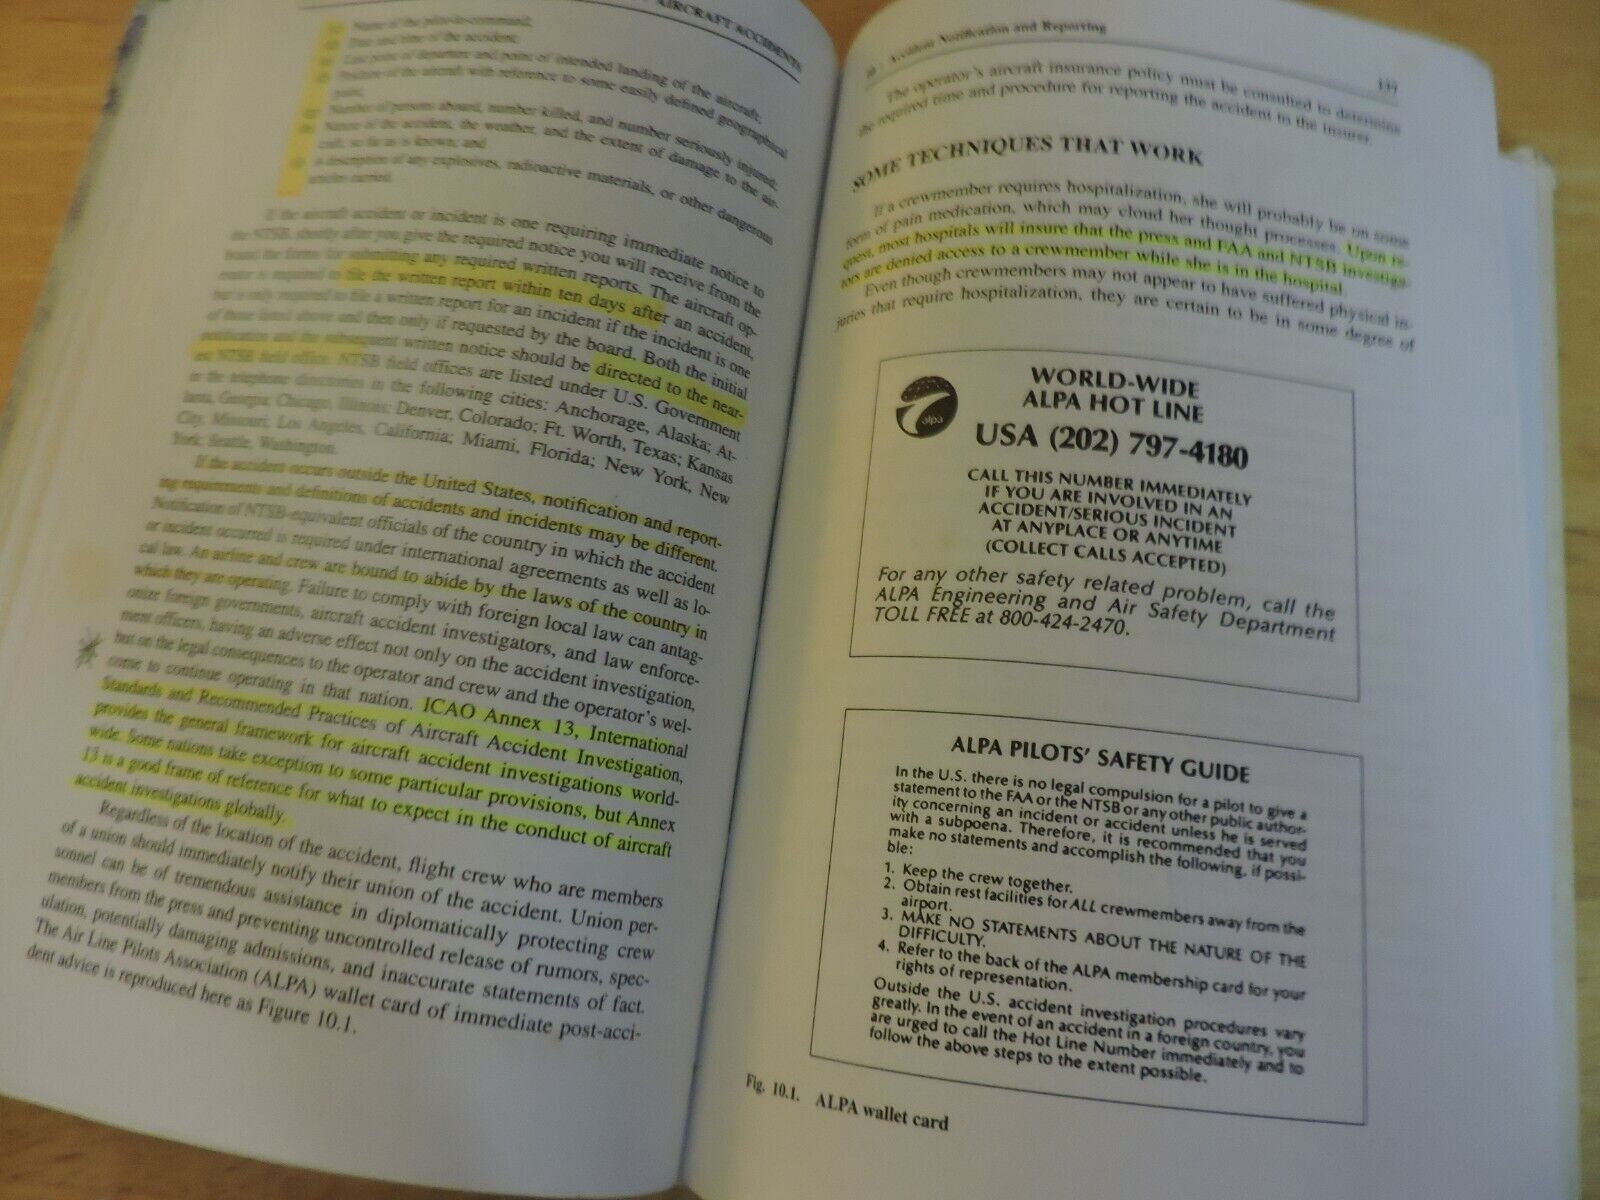 AIRCRAFT ACCIDENTS
Name of the pilot-in-command;
Date and time of the accident;
Last point of departure and point of intended landing of the aircraft;
Position of the aircraft with reference to some easily defined geographical
point;
Number of persons aboard, number killed, and number seriously injured;
Nature of the accident, the weather, and the extent of damage to the air-
craft, so far as is known; and
A description of any explosives, radioactive materials, or other dangerous
articles carried.
If the aircraft accident or incident is one requiring immediate notice to
the NTSB, shortly after you give the required notice you will receive from the
board the forms for submitting any required written reports. The aircraft op-
erator is required to file the written report within ten days after an accident,
but is only required to file a written report for an incident if the incident is one
of those listed above and then only if requested by the board. Both the initial
notification and the subsequent written notice should be directed to the near-
est NTSB field office. NTSB field offices are listed under U.S. Government
in the telephone directories in the following cities: Anchorage, Alaska; At-
lanta, Georgia; Chicago, Illinois; Denver, Colorado; Ft. Worth, Texas; Kansas
City, Missouri; Los Angeles, California; Miami, Florida; New York, New
York; Seattle, Washington.
If the accident occurs outside the United States, notification and report-
ing requirements and definitions of accidents and incidents may be different.
Notification of NTSB-equivalent officials of the country in which the accident
or incident occurred is required under international agreements as well as lo-
cal law. An airline and crew are bound to abide by the laws of the country in
which they are operating. Failure to comply with foreign local law can antag-
onize foreign governments, aircraft accident investigators, and law enforce-
ment officers, having an adverse effect not only on the accident investigation,
but on the legal consequences to the operator and crew and the operator's wel-
come to continue operating in that nation. ICAO Annex 13, International
Standards and Recommended Practices of Aircraft Accident Investigation,
provides the general framework for aircraft accident investigations world-
wide. Some nations take exception to some particular provisions, but Annex
13 is a good frame of reference for what to expect in the conduct of aircraft
accident investigations globally.
Regardless of the location of the accident, flight crew who are members
of a union should immediately notify their union of the accident. Union per-
sonnel can be of tremendous assistance in diplomatically protecting crew
members from the press and preventing uncontrolled release of rumors, spec-
ulation, potentially damaging admissions, and inaccurate statements of fact.
The Air Line Pilots Association (ALPA) wallet card of immediate post-acci-
dent advice is reproduced here as Figure 10.1.
10 Accident Notification and Reporting 137
The operator's aircraft insurance policy must be consulted to determine
the required time and procedure for reporting the accident to the insurer.
SOME TECHNIQUES THAT WORK
If a crewmember requires hospitalization, she will probably be on some
form of pain medication, which may cloud her thought processes. Upon re-
quest, most hospitals will insure that the press and FAA and NTSB investiga-
tors are denied access to a crewmember while she is in the hospital.
Even though crewmembers may not appear to have suffered physical in-
juries that require hospitalization, they are certain to be in some degree of
alpa
WORLD-WIDE
ALPA HOT LINE
USA (202) 797-4180
CALL THIS NUMBER IMMEDIATELY
IF YOU ARE INVOLVED IN AN
ACCIDENT/SERIOUS INCIDENT
AT ANYPLACE OR ANYTIME
(COLLECT CALLS ACCEPTED)
For any other safety related problem, call the
ALPA Engineering and Air Safety Department
TOLL FREE at 800-424-2470.
ALPA PILOTS' SAFETY GUIDE
In the U.S. there is no legal compulsion for a pilot to give a
statement to the FAA or the NTSB or any other public author-
ity concerning an incident or accident unless he is served
with a subpoena. Therefore, it is recommended that you
make no statements and accomplish the following, if possi-
ble:
1. Keep the crew together.
2. Obtain rest facilities for ALL crewmembers away from the
airport.
3. MAKE NO STATEMENTS ABOUT THE NATURE OF THE
DIFFICULTY.
4. Refer to the back of the ALPA membership card for your
rights of representation.
Outside the U.S. accident investigation procedures vary
greatly. In the event of an accident in a foreign country, you
are urged to call the Hot Line Number immediately and to
follow the above steps to the extent possible.
Fig. 10.1. ALPA wallet card